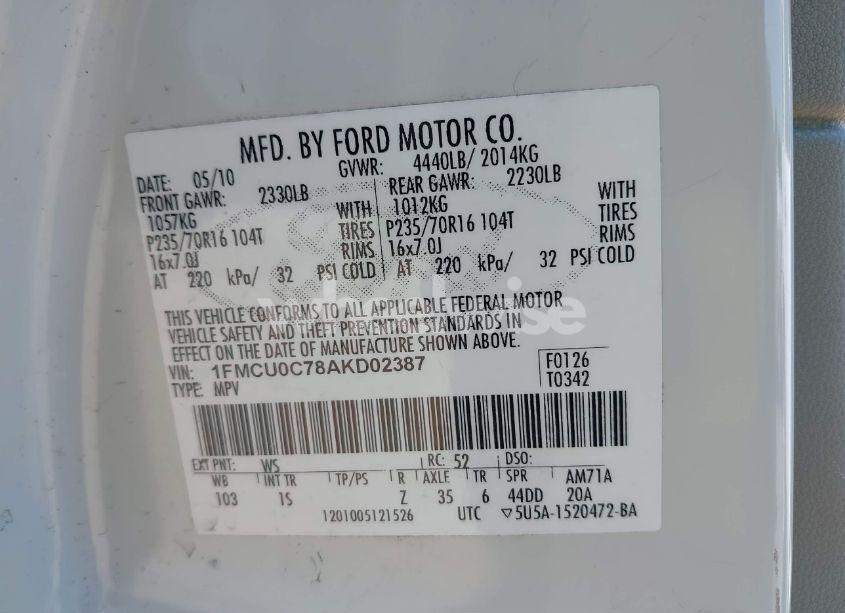 MFD. BY FORD MOTOR CO.
DATE: 05/10 GVWR: 4440LB/ 2014KG
FRONT GAWR: 2330LB REAR GAWR: 2230LB
1057KG WITH 1012KG WITH
P235/70R16 104T TIRES P235/70R16 104T TIRES
16x7.0J RIMS 16x7.0J RIMS
AT 220 kPa/ 32 PSI COLD AT 220 kPa/ 32 PSI COLD
THIS VEHICLE CONFORMS TO ALL APPLICABLE FEDERAL MOTOR
VEHICLE SAFETY AND THEFT PREVENTION STANDARDS IN
EFFECT ON THE DATE OF MANUFACTURE SHOWN ABOVE.
VIN: 1FMCU0C78AKD02387 F0126
TYPE: MPV T0342
EXT PNT: WS RC: 52 DSO:
WB INT TR TP/PS R AXLE TR SPR AM71A
103 1S Z 35 6 44DD 20A
1201005121526 UTC ▽5U5A-1520472-BA